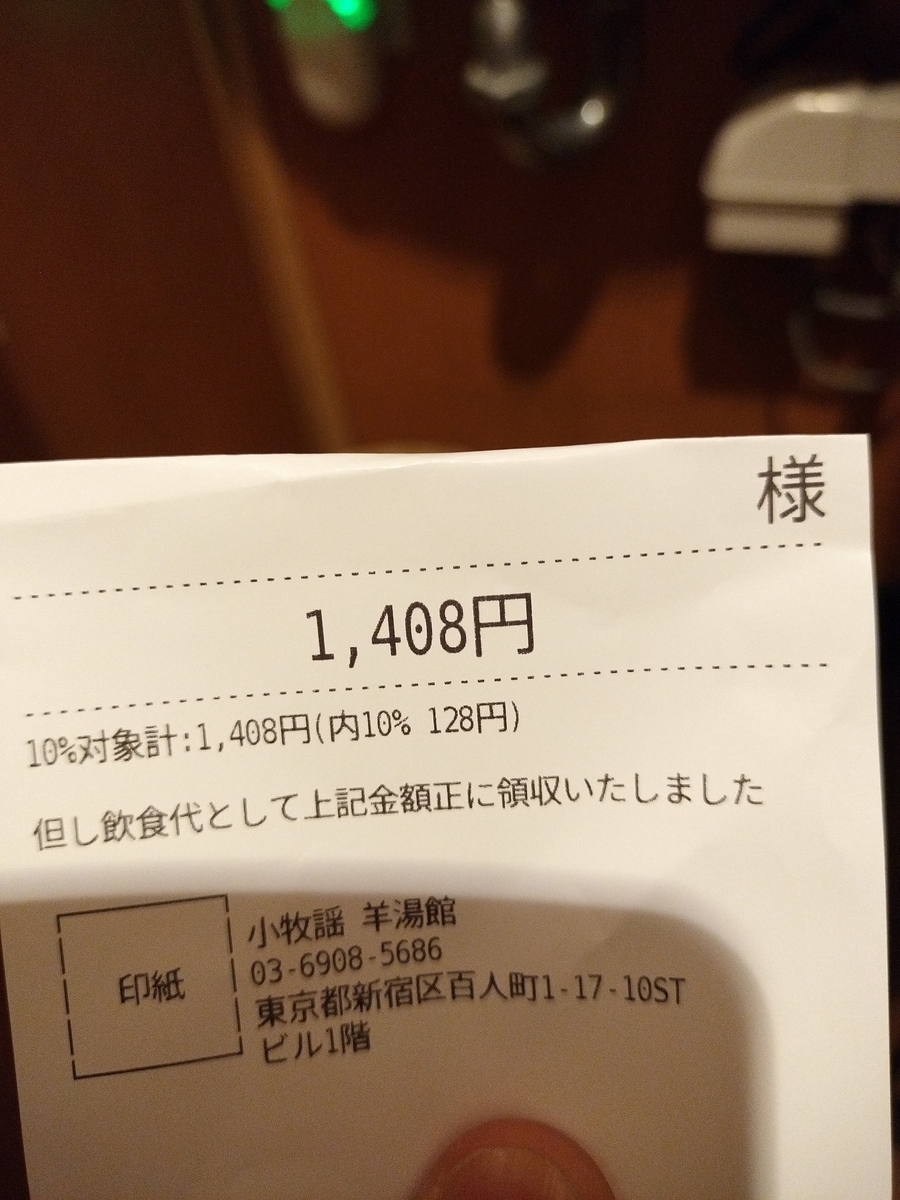 様
1,408円
10%対象計:1,408円(内10% 128円)
但し飲食代として上記金額正に領収いたしました
印紙
小牧謡 羊湯館
03-6908-5686
東京都新宿区百人町1-17-10ST
ビル1階